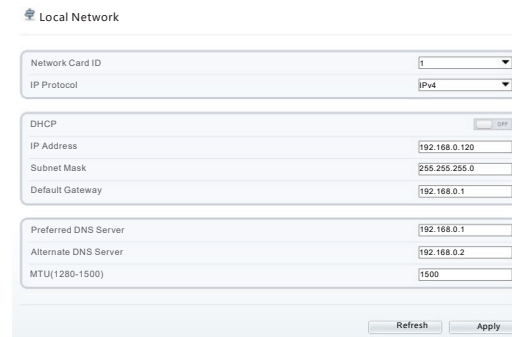 Local Network
Network Card ID 1
IP Protocol IPv4
DHCP OFF
IP Address 192.168.0.120
Subnet Mask 255.255.255.0
Default Gateway 192.168.0.1
Preferred DNS Server 192.168.0.1
Alternate DNS Server 192.168.0.2
MTU(1280-1500) 1500
Refresh Apply